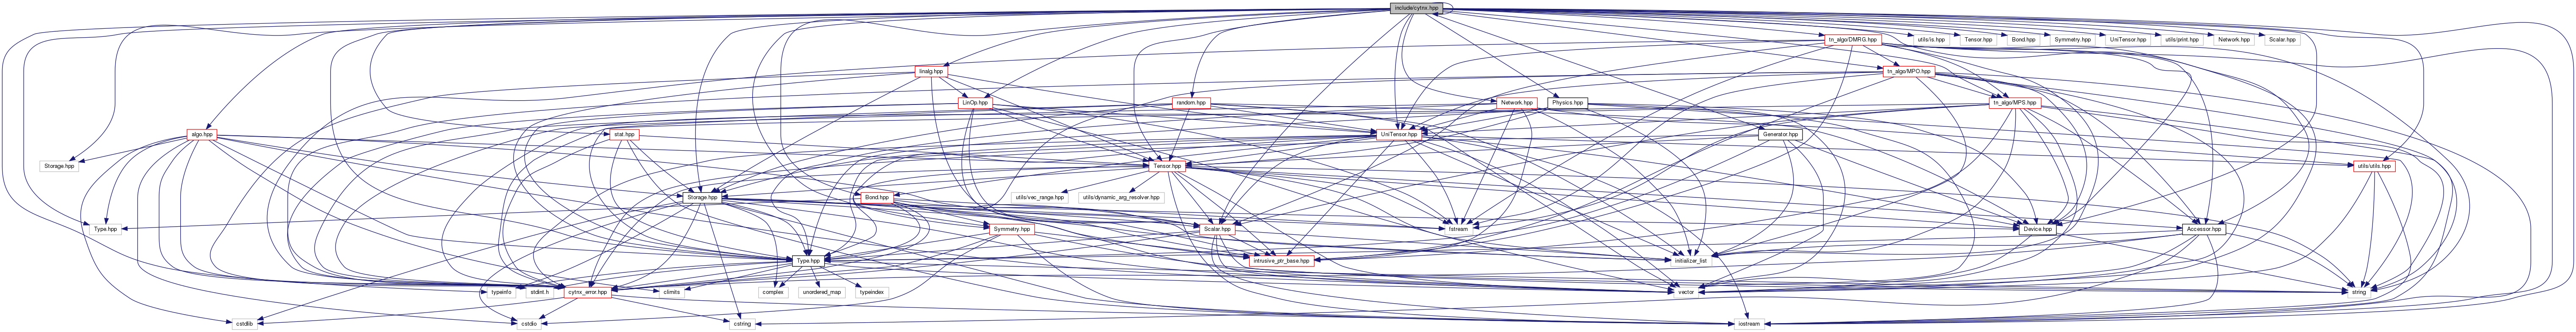 include/cytnx.hpp
tn_algo/DMRG.hpp
utils/is.hpp
Tensor.hpp
Bond.hpp
Symmetry.hpp
UniTensor.hpp
utils/print.hpp
Network.hpp
Scalar.hpp
linalg.hpp
tn_algo/MPO.hpp
LinOp.hpp
random.hpp
Network.hpp
Physics.hpp
tn_algo/MPS.hpp
algo.hpp
stat.hpp
UniTensor.hpp
Generator.hpp
Storage.hpp
Tensor.hpp
utils/utils.hpp
Storage.hpp
Bond.hpp
utils/vec_range.hpp
utils/dynamic_arg_resolver.hpp
Type.hpp
Symmetry.hpp
Scalar.hpp
fstream
Device.hpp
Accessor.hpp
Type.hpp
intrusive_ptr_base.hpp
initializer_list
typeinfo
stdint.h
cytnx_error.hpp
climits
complex
unordered_map
typeindex
vector
string
cstdlib
cstdio
cstring
iostream